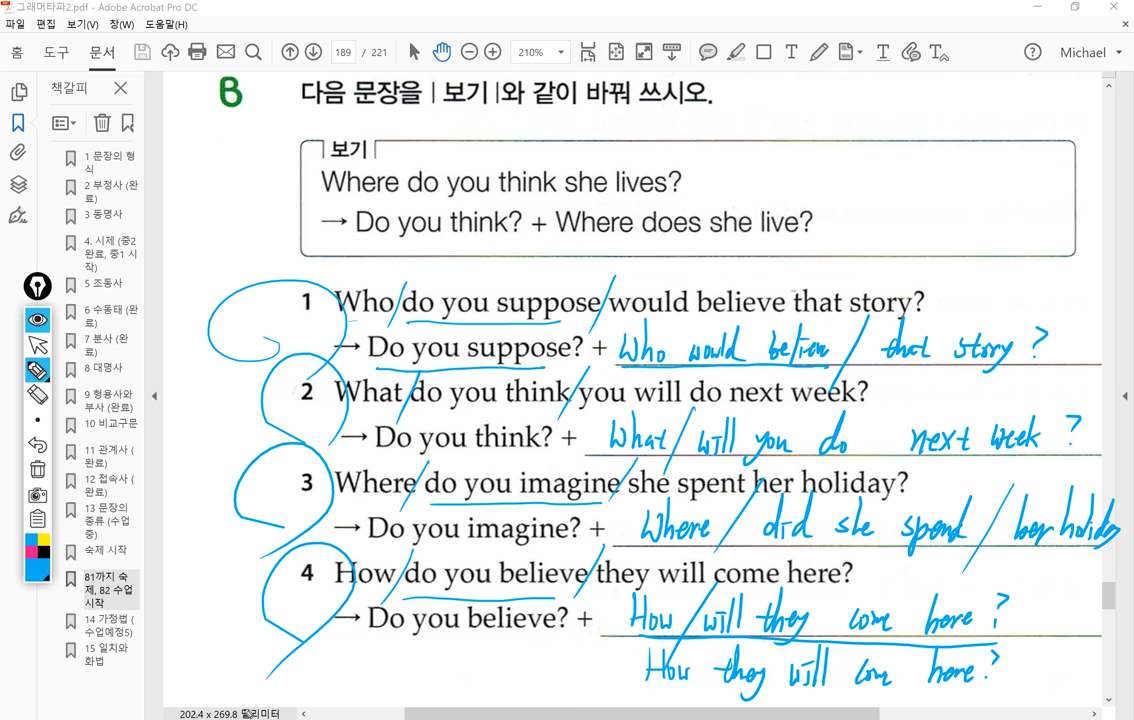 그래머타파2.pdf - Adobe Acrobat Pro DC
파일 편집 보기(V) 창(W) 도움말(H)
홈 도구 문서 189 / 221 210% Michael
책갈피
1 문장의 형
식
2 부정사 (완
료)
3 동명사
4. 시제 (중2
완료, 중1 시
작)
5 조동사
6 수동태 (완
료)
7 분사 (완
료)
8 대명사
9 형용사와
부사 (완료)
10 비교구문
11 관계사 (
완료)
12 접속사 (
완료)
13 문장의
종류 (수업
중)
숙제 시작
81까지 숙
제, 82 수업
시작
14 가정법 (
수업예정5)
15 일치와
화법
B 다음 문장을 | 보기 |와 같이 바꿔 쓰시오.
| 보기 |
Where do you think she lives?
→ Do you think? + Where does she live?
1 Who / do you suppose / would believe that story?
→ Do you suppose? + Who would believe / that story ?
2 What / do you think / you will do next week?
→ Do you think? + What / will you do next week ?
3 Where / do you imagine / she spent her holiday?
→ Do you imagine? + Where / did she spend / her holiday
4 How / do you believe / they will come here?
→ Do you believe? + How / will they come here ?
How they will come here ?
202.4 x 269.8 밀리미터